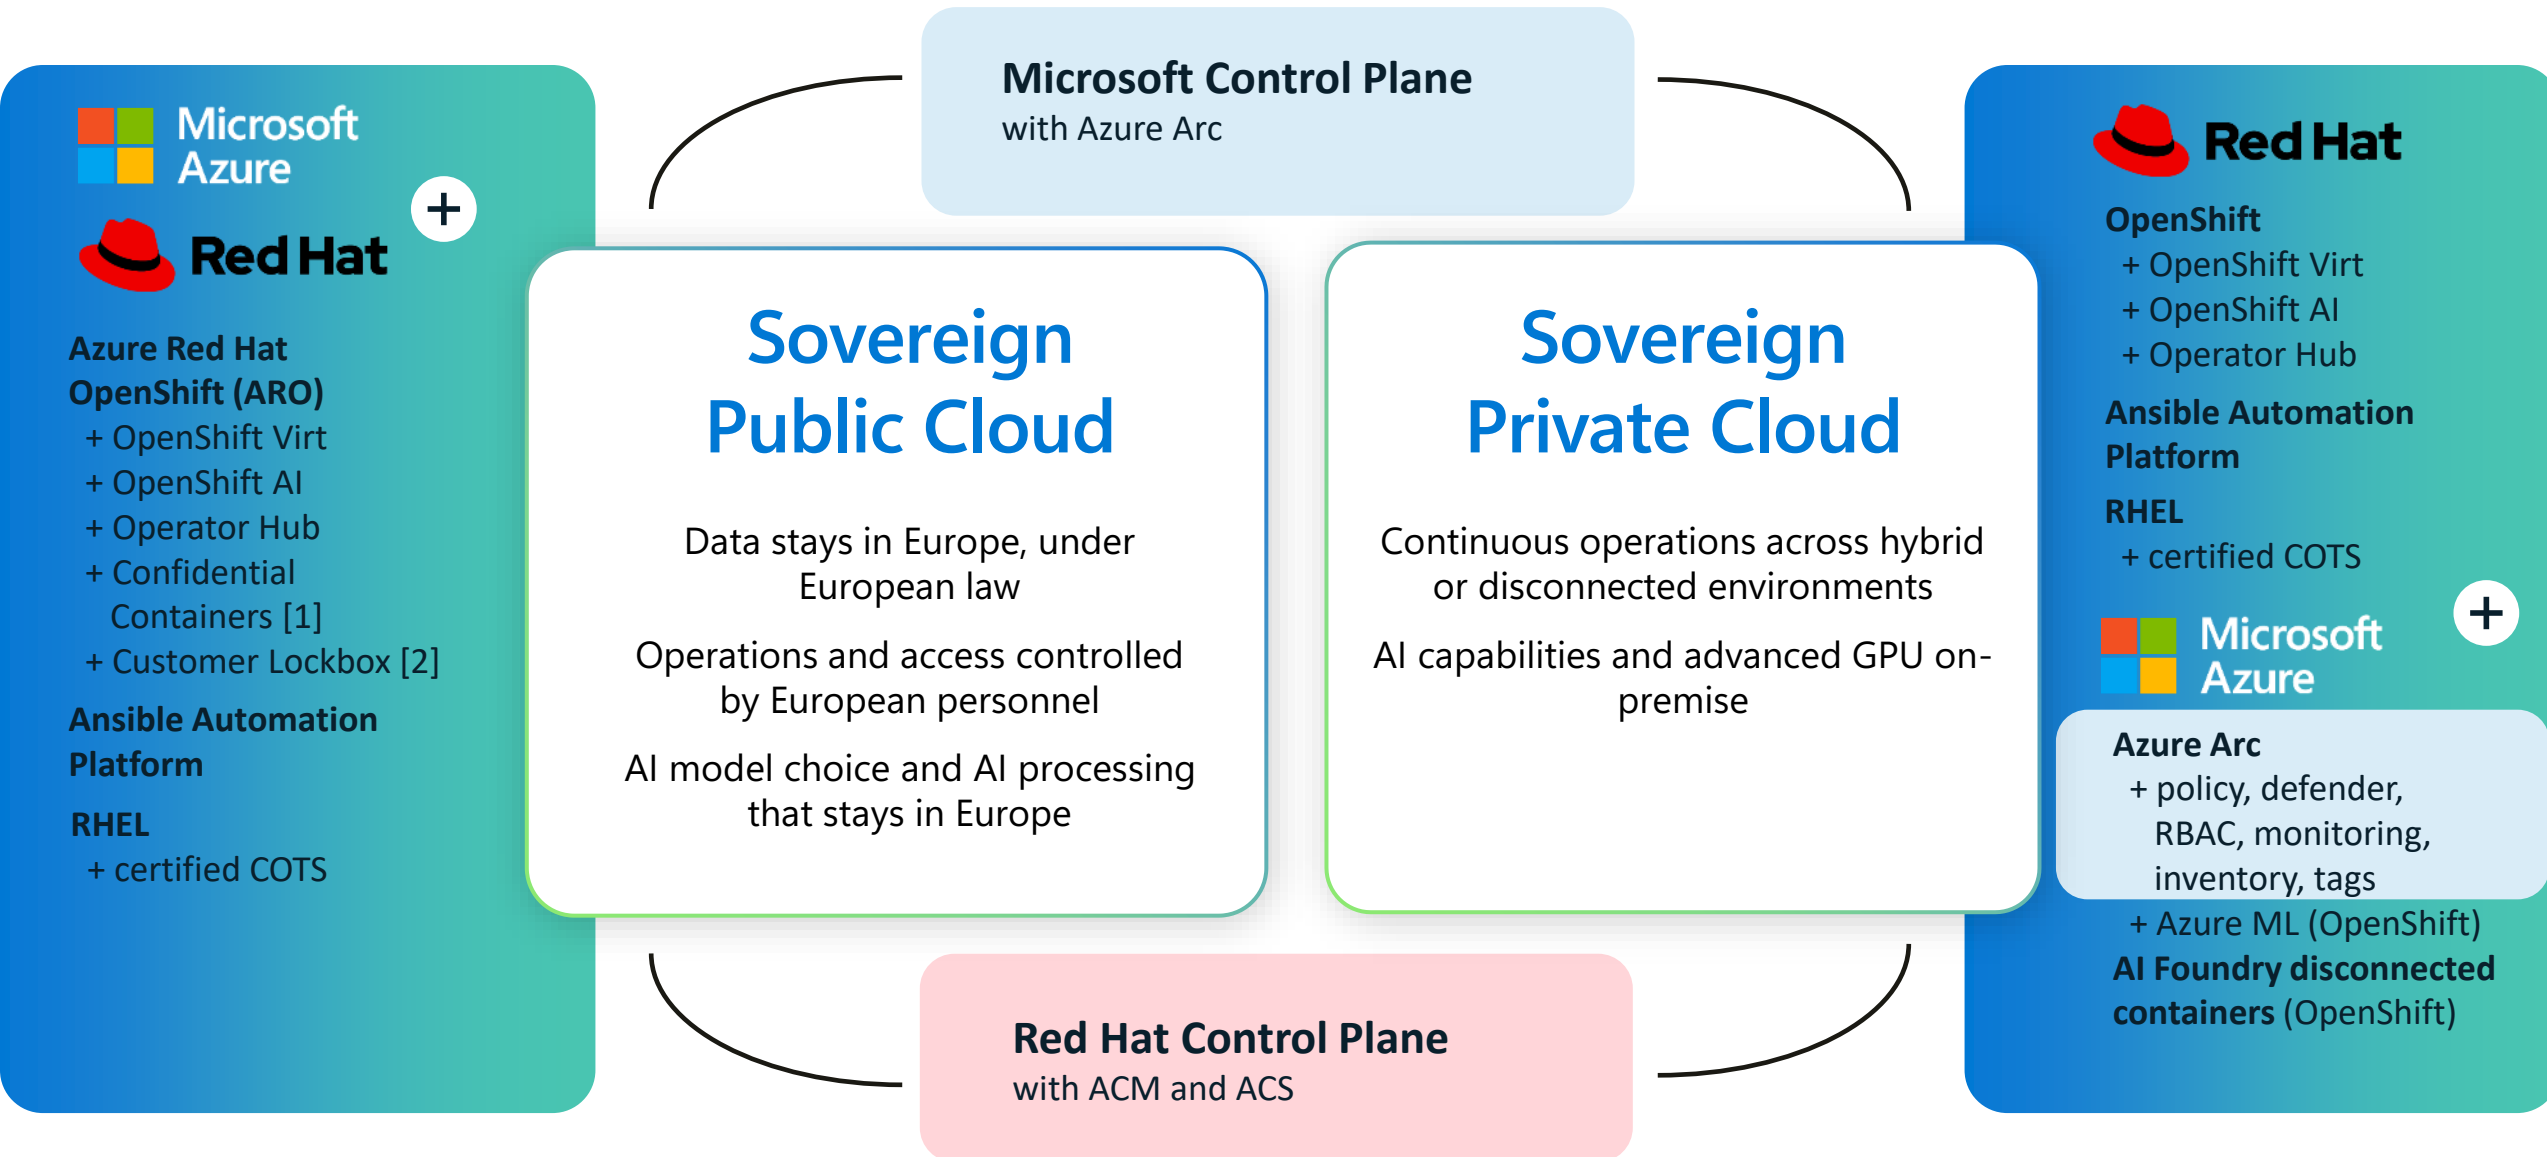 Microsoft
Azure
+
Red Hat
Azure Red Hat
OpenShift (ARO)
+ OpenShift Virt
+ OpenShift AI
+ Operator Hub
+ Confidential
Containers [1]
+ Customer Lockbox [2]
Ansible Automation
Platform
RHEL
+ certified COTS
Microsoft Control Plane
with Azure Arc
Sovereign
Public Cloud
Data stays in Europe, under
European law
Operations and access controlled
by European personnel
AI model choice and AI processing
that stays in Europe
Sovereign
Private Cloud
Continuous operations across hybrid
or disconnected environments
AI capabilities and advanced GPU on-
premise
Red Hat Control Plane
with ACM and ACS
Red Hat
OpenShift
+ OpenShift Virt
+ OpenShift AI
+ Operator Hub
Ansible Automation
Platform
RHEL
+ certified COTS
+
Microsoft
Azure
Azure Arc
+ policy, defender,
RBAC, monitoring,
inventory, tags
+ Azure ML (OpenShift)
AI Foundry disconnected
containers (OpenShift)